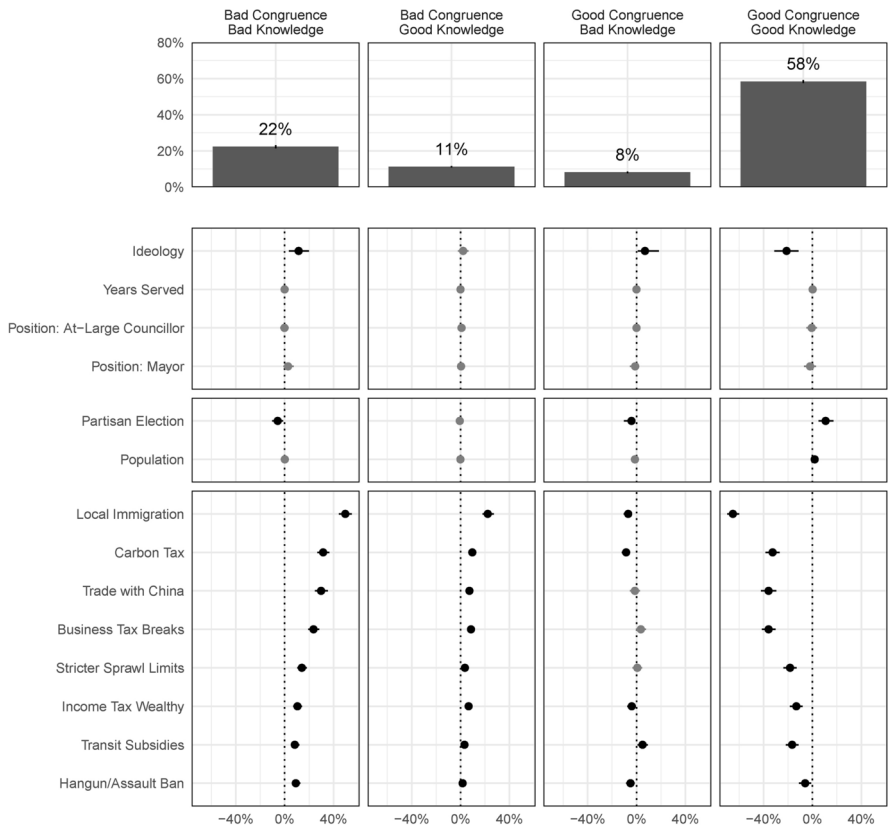 Bad Congruence
Bad Knowledge
Bad Congruence
Good Knowledge
Good Congruence
Bad Knowledge
Good Congruence
Good Knowledge
80%
60%
40%
20%
0%
22%
11%
8%
58%
Ideology
Years Served
Position: At−Large Councillor
Position: Mayor
Partisan Election
Population
Local Immigration
Carbon Tax
Trade with China
Business Tax Breaks
Stricter Sprawl Limits
Income Tax Wealthy
Transit Subsidies
Hangun/Assault Ban
−40% 0% 40% −40% 0% 40% −40% 0% 40% −40% 0% 40%